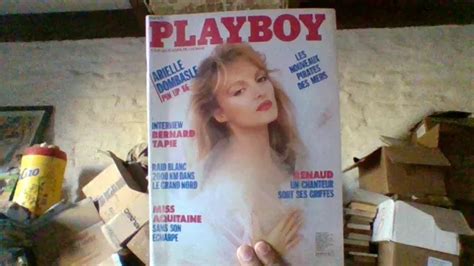 PLAYBOY
ARIELLE
DOMBASLE
PIN UP 86
LES
NOUVEAUX
PIRATES
DES MERS
INTERVIEW
BERNARD
TAPIE
RAID BLANC
2000 KM DANS
LE GRAND NORD
RENAUD
UN CHANTEUR
SORT SES GRIFFES
MISS
AQUITAINE
SANS SON
ECHARPE